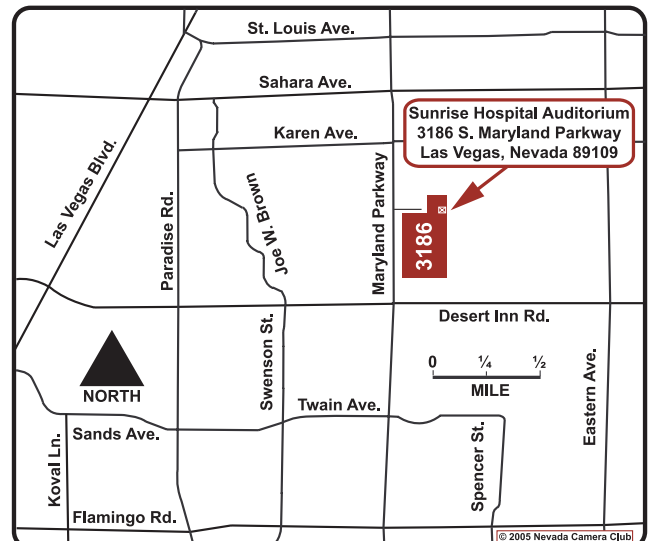 St. Louis Ave.
Sahara Ave.
Sunrise Hospital Auditorium
3186 S. Maryland Parkway
Las Vegas, Nevada 89109
Karen Ave.
Las Vegas Blvd.
Paradise Rd.
Joe W. Brown
Maryland Parkway
3186
Desert Inn Rd.
0 ¼ ½
MILE
NORTH
Swenson St.
Eastern Ave.
Twain Ave.
Sands Ave.
Koval Ln.
Spencer St.
Flamingo Rd.
© 2005 Nevada Camera Club